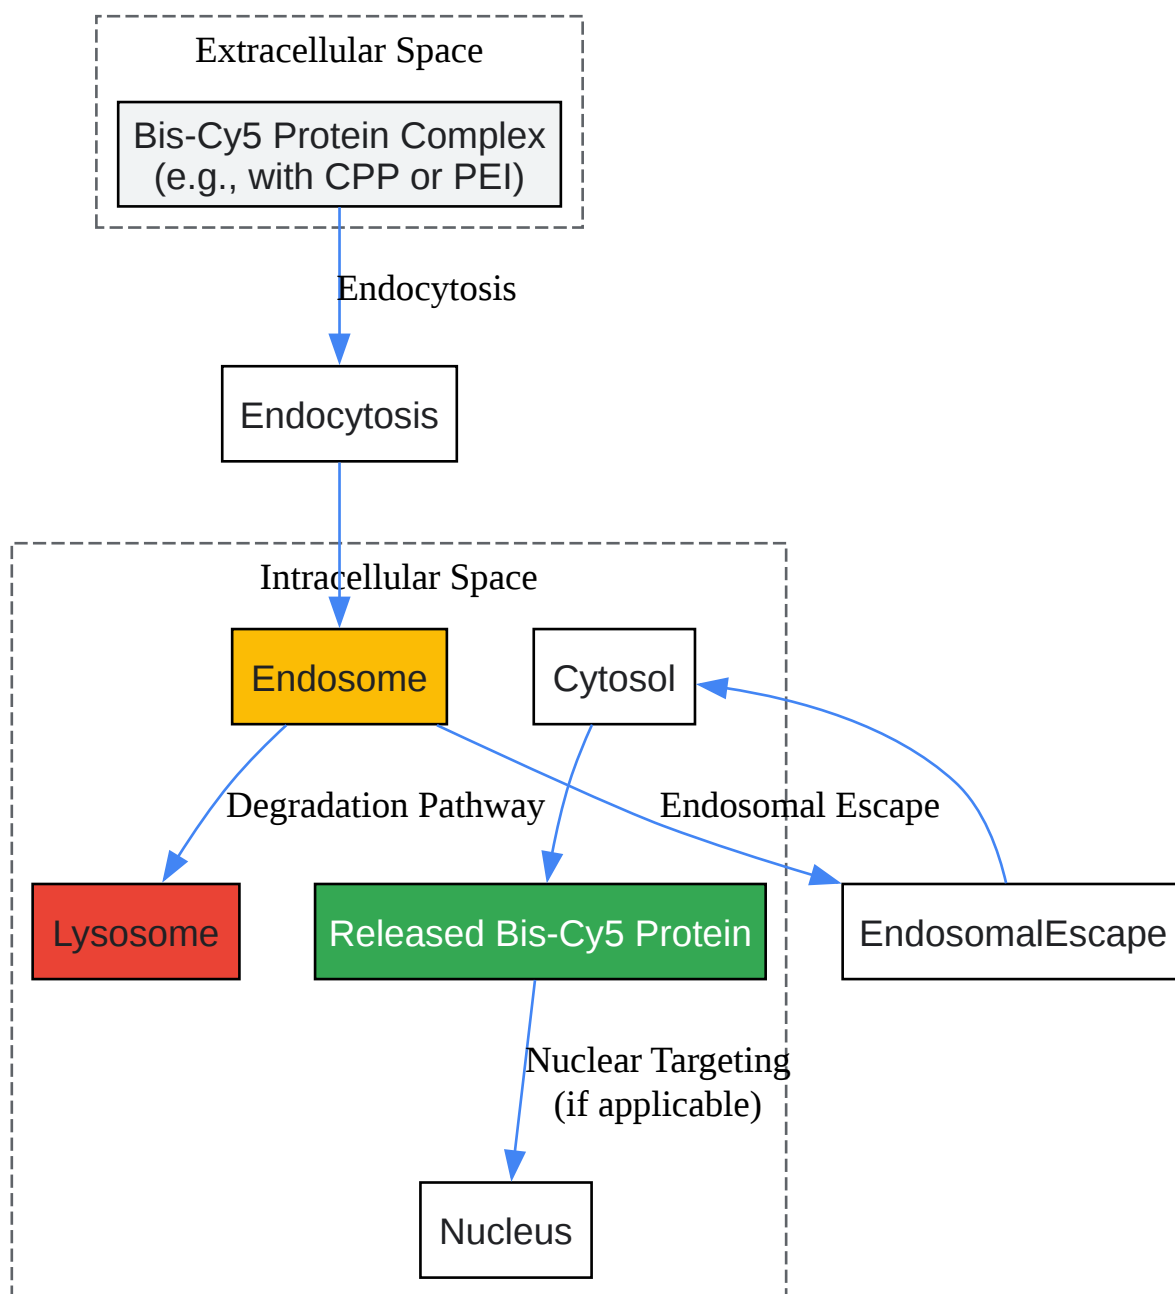 Extracellular Space
Bis-Cy5 Protein Complex
(e.g., with CPP or PEI)
Endocytosis
Endocytosis
Intracellular Space
Endosome
Cytosol
Degradation Pathway
Endosomal Escape
Lysosome
Released Bis-Cy5 Protein
EndosomalEscape
Nuclear Targeting
(if applicable)
Nucleus